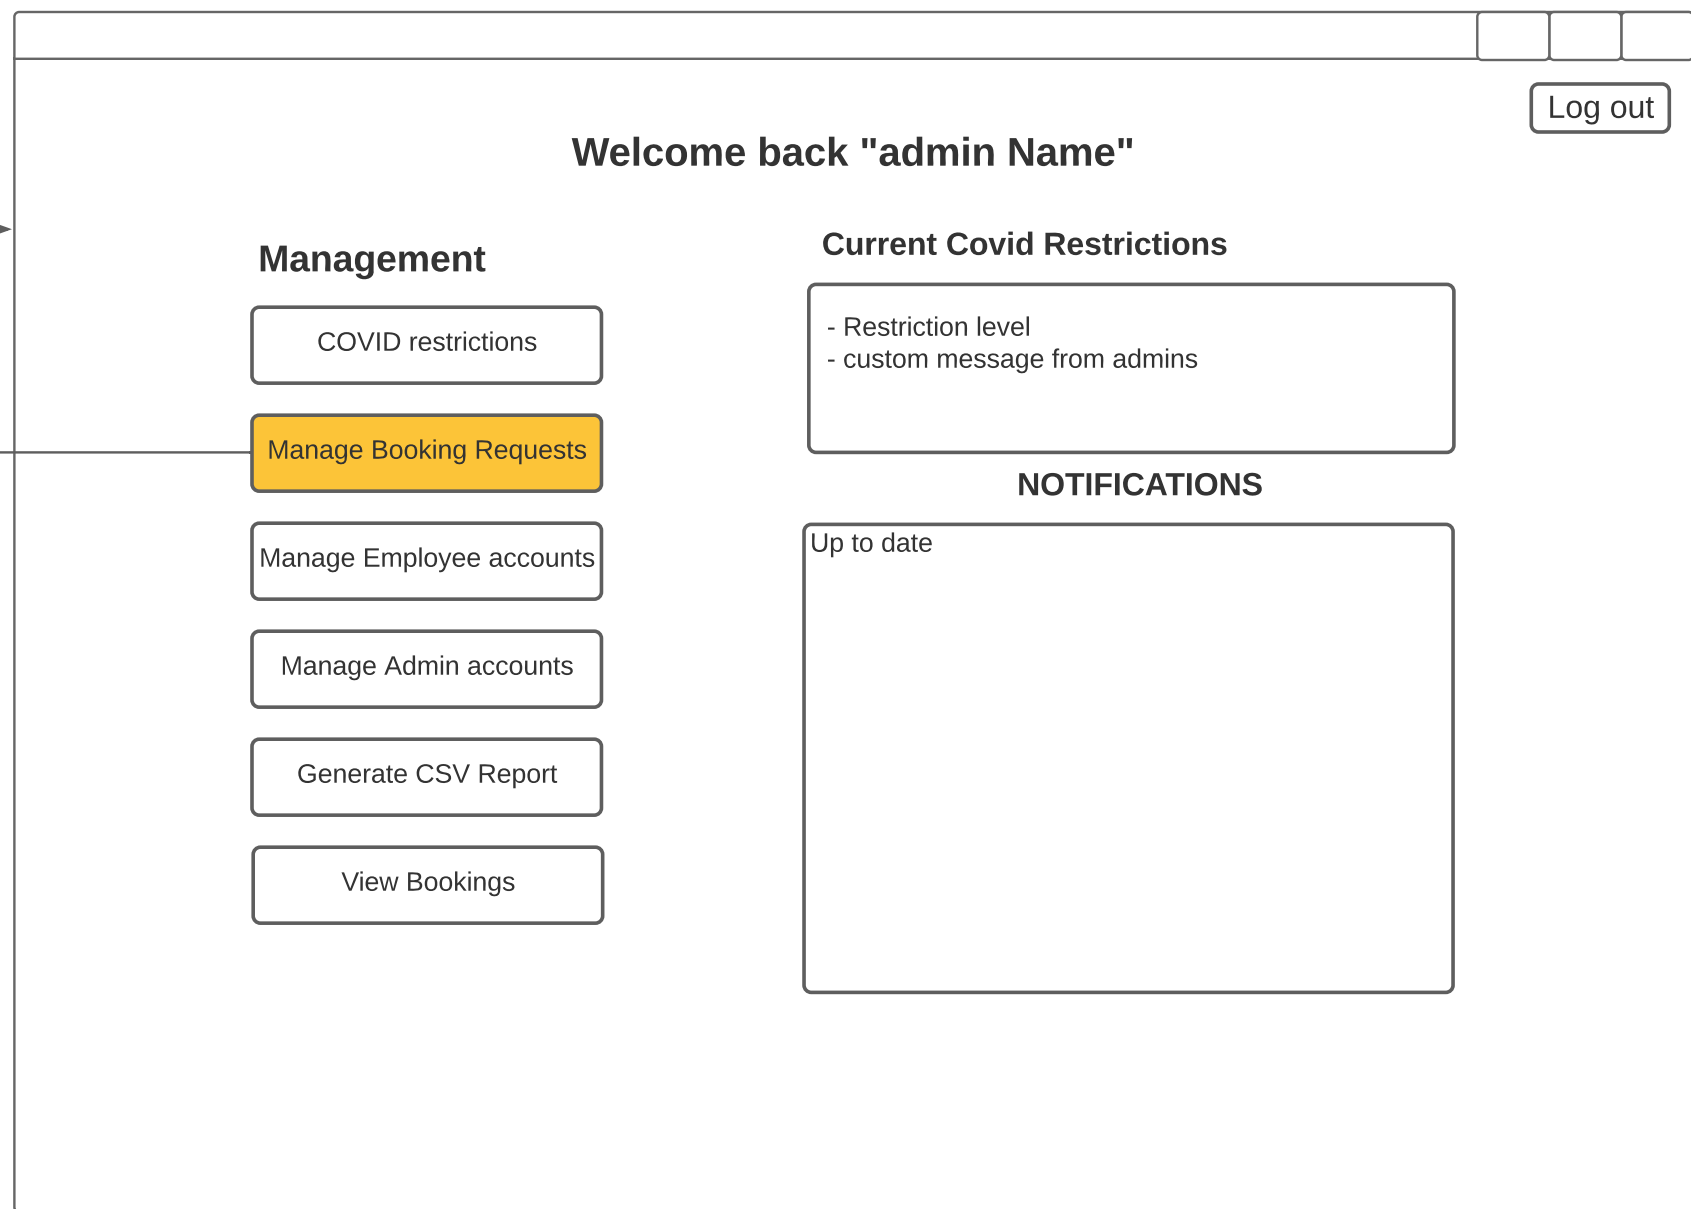 Log out
Welcome back "admin Name"
Management
COVID restrictions
Manage Booking Requests
Manage Employee accounts
Manage Admin accounts
Generate CSV Report
View Bookings
Current Covid Restrictions
- Restriction level
- custom message from admins
NOTIFICATIONS
Up to date